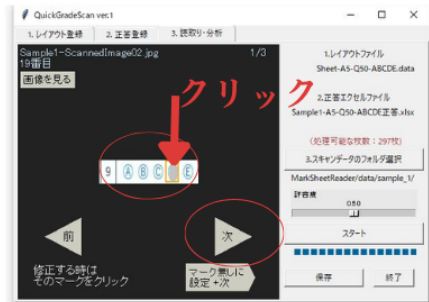 QuickGradeScan ver.1
1. レイアウト登録 2. 正答登録 3. 読取り・分析
Sample1-ScannedImage02.jpg 1/3
19番目
画像を見る
クリック
9 A B C E
前 次
修正する時は
そのマークをクリック
マーク無しに
設定+次
1.レイアウトファイル
Sheet-A5-Q50-ABCDE.data
2.正答エクセルファイル
Sample1-A5-Q50-ABCDE正答.xlsx
(処理可能な枚数：297枚)
3.スキャンデータのフォルダ選択
MarkSheetReader/data/sample_1/
許容度
0.50
スタート
保存 終了